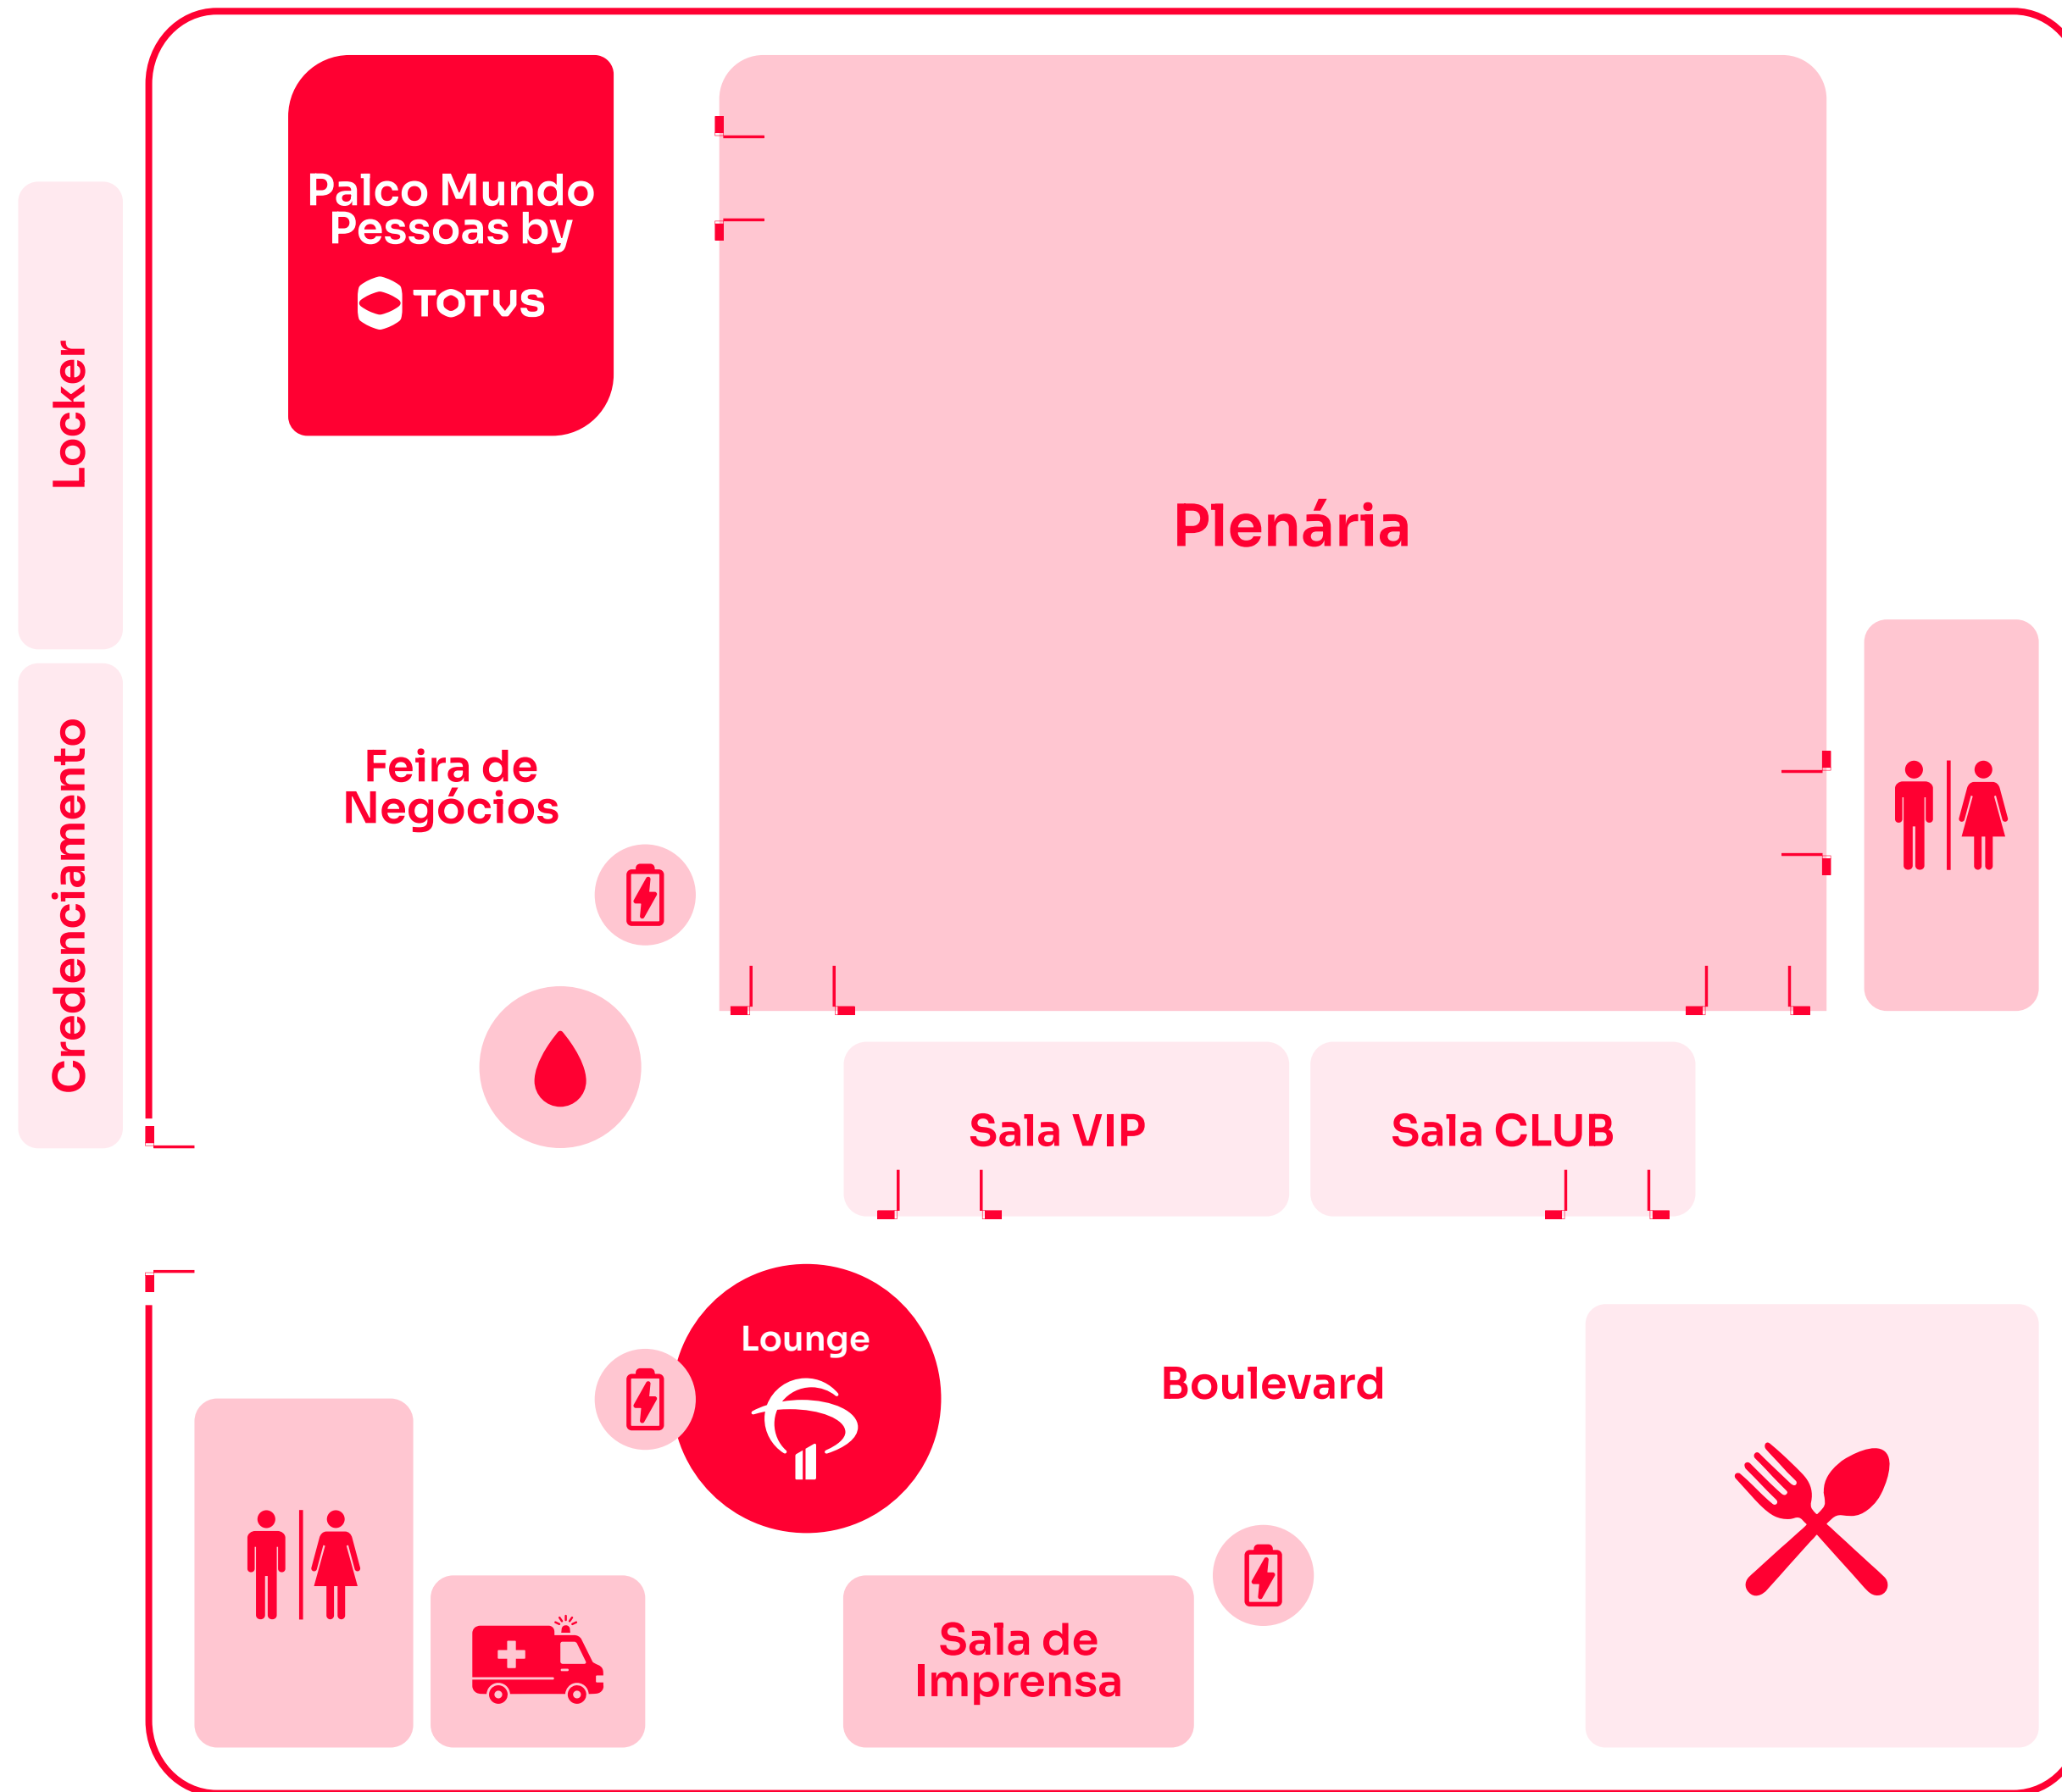 Palco Mundo
Pessoas by
TOTVS
Locker
Plenária
Feira de
Negócios
Credenciamento
Sala VIP
Sala CLUB
Lounge
Boulevard
Sala de
Imprensa